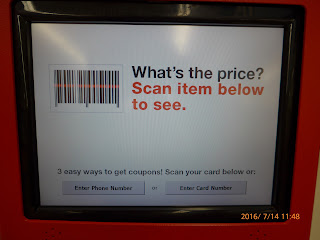 What's the price?
Scan item below
to see.
3 easy ways to get coupons! Scan your card below or:
Enter Phone Number or Enter Card Number
2016/ 7/14 11:48